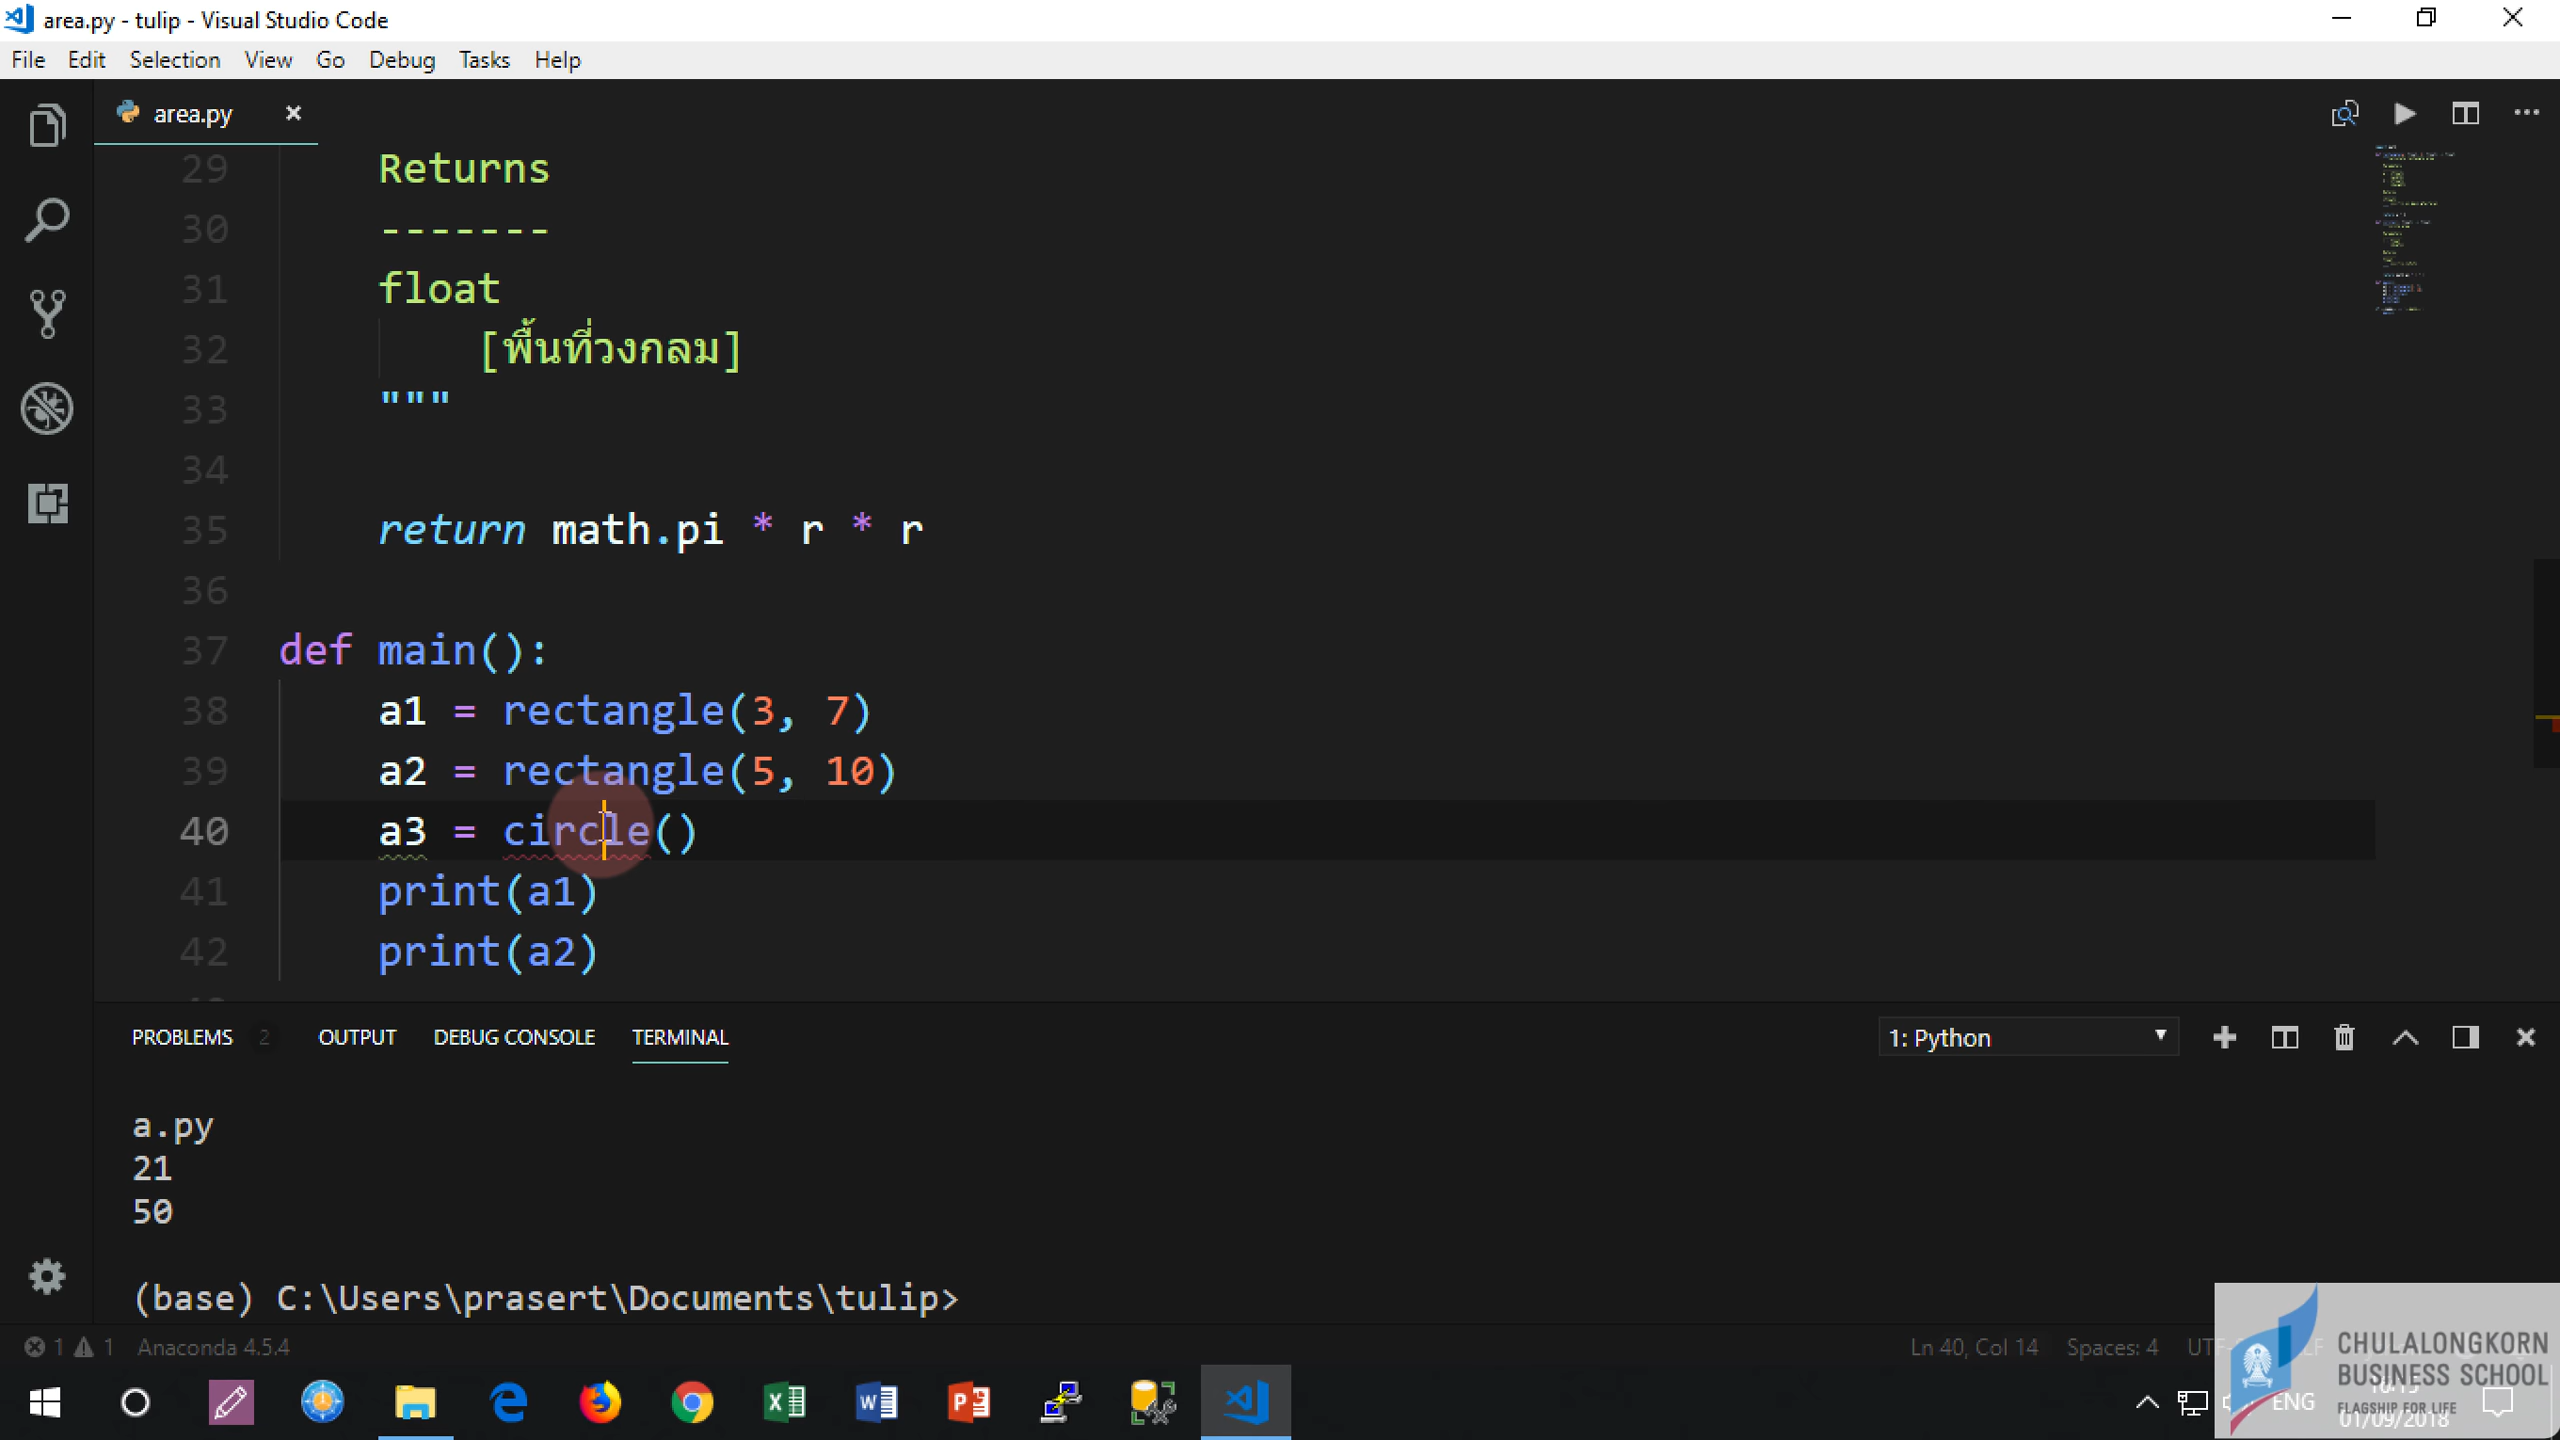 area.py - tulip - Visual Studio Code
File Edit Selection View Go Debug Tasks Help
area.py
29 Returns
30 -------
31 float
32 [พื้นที่วงกลม]
33 """
34
35 return math.pi * r * r
36
37 def main():
38 a1 = rectangle(3, 7)
39 a2 = rectangle(5, 10)
40 a3 = circle()
41 print(a1)
42 print(a2)
PROBLEMS 2 OUTPUT DEBUG CONSOLE TERMINAL 1: Python
a.py
21
50
(base) C:\Users\prasert\Documents\tulip>
1 1 Anaconda 4.5.4 Ln 40, Col 14 Spaces: 4
CHULALONGKORN
BUSINESS SCHOOL
FLAGSHIP FOR LIFE
ENG
01/09/2018